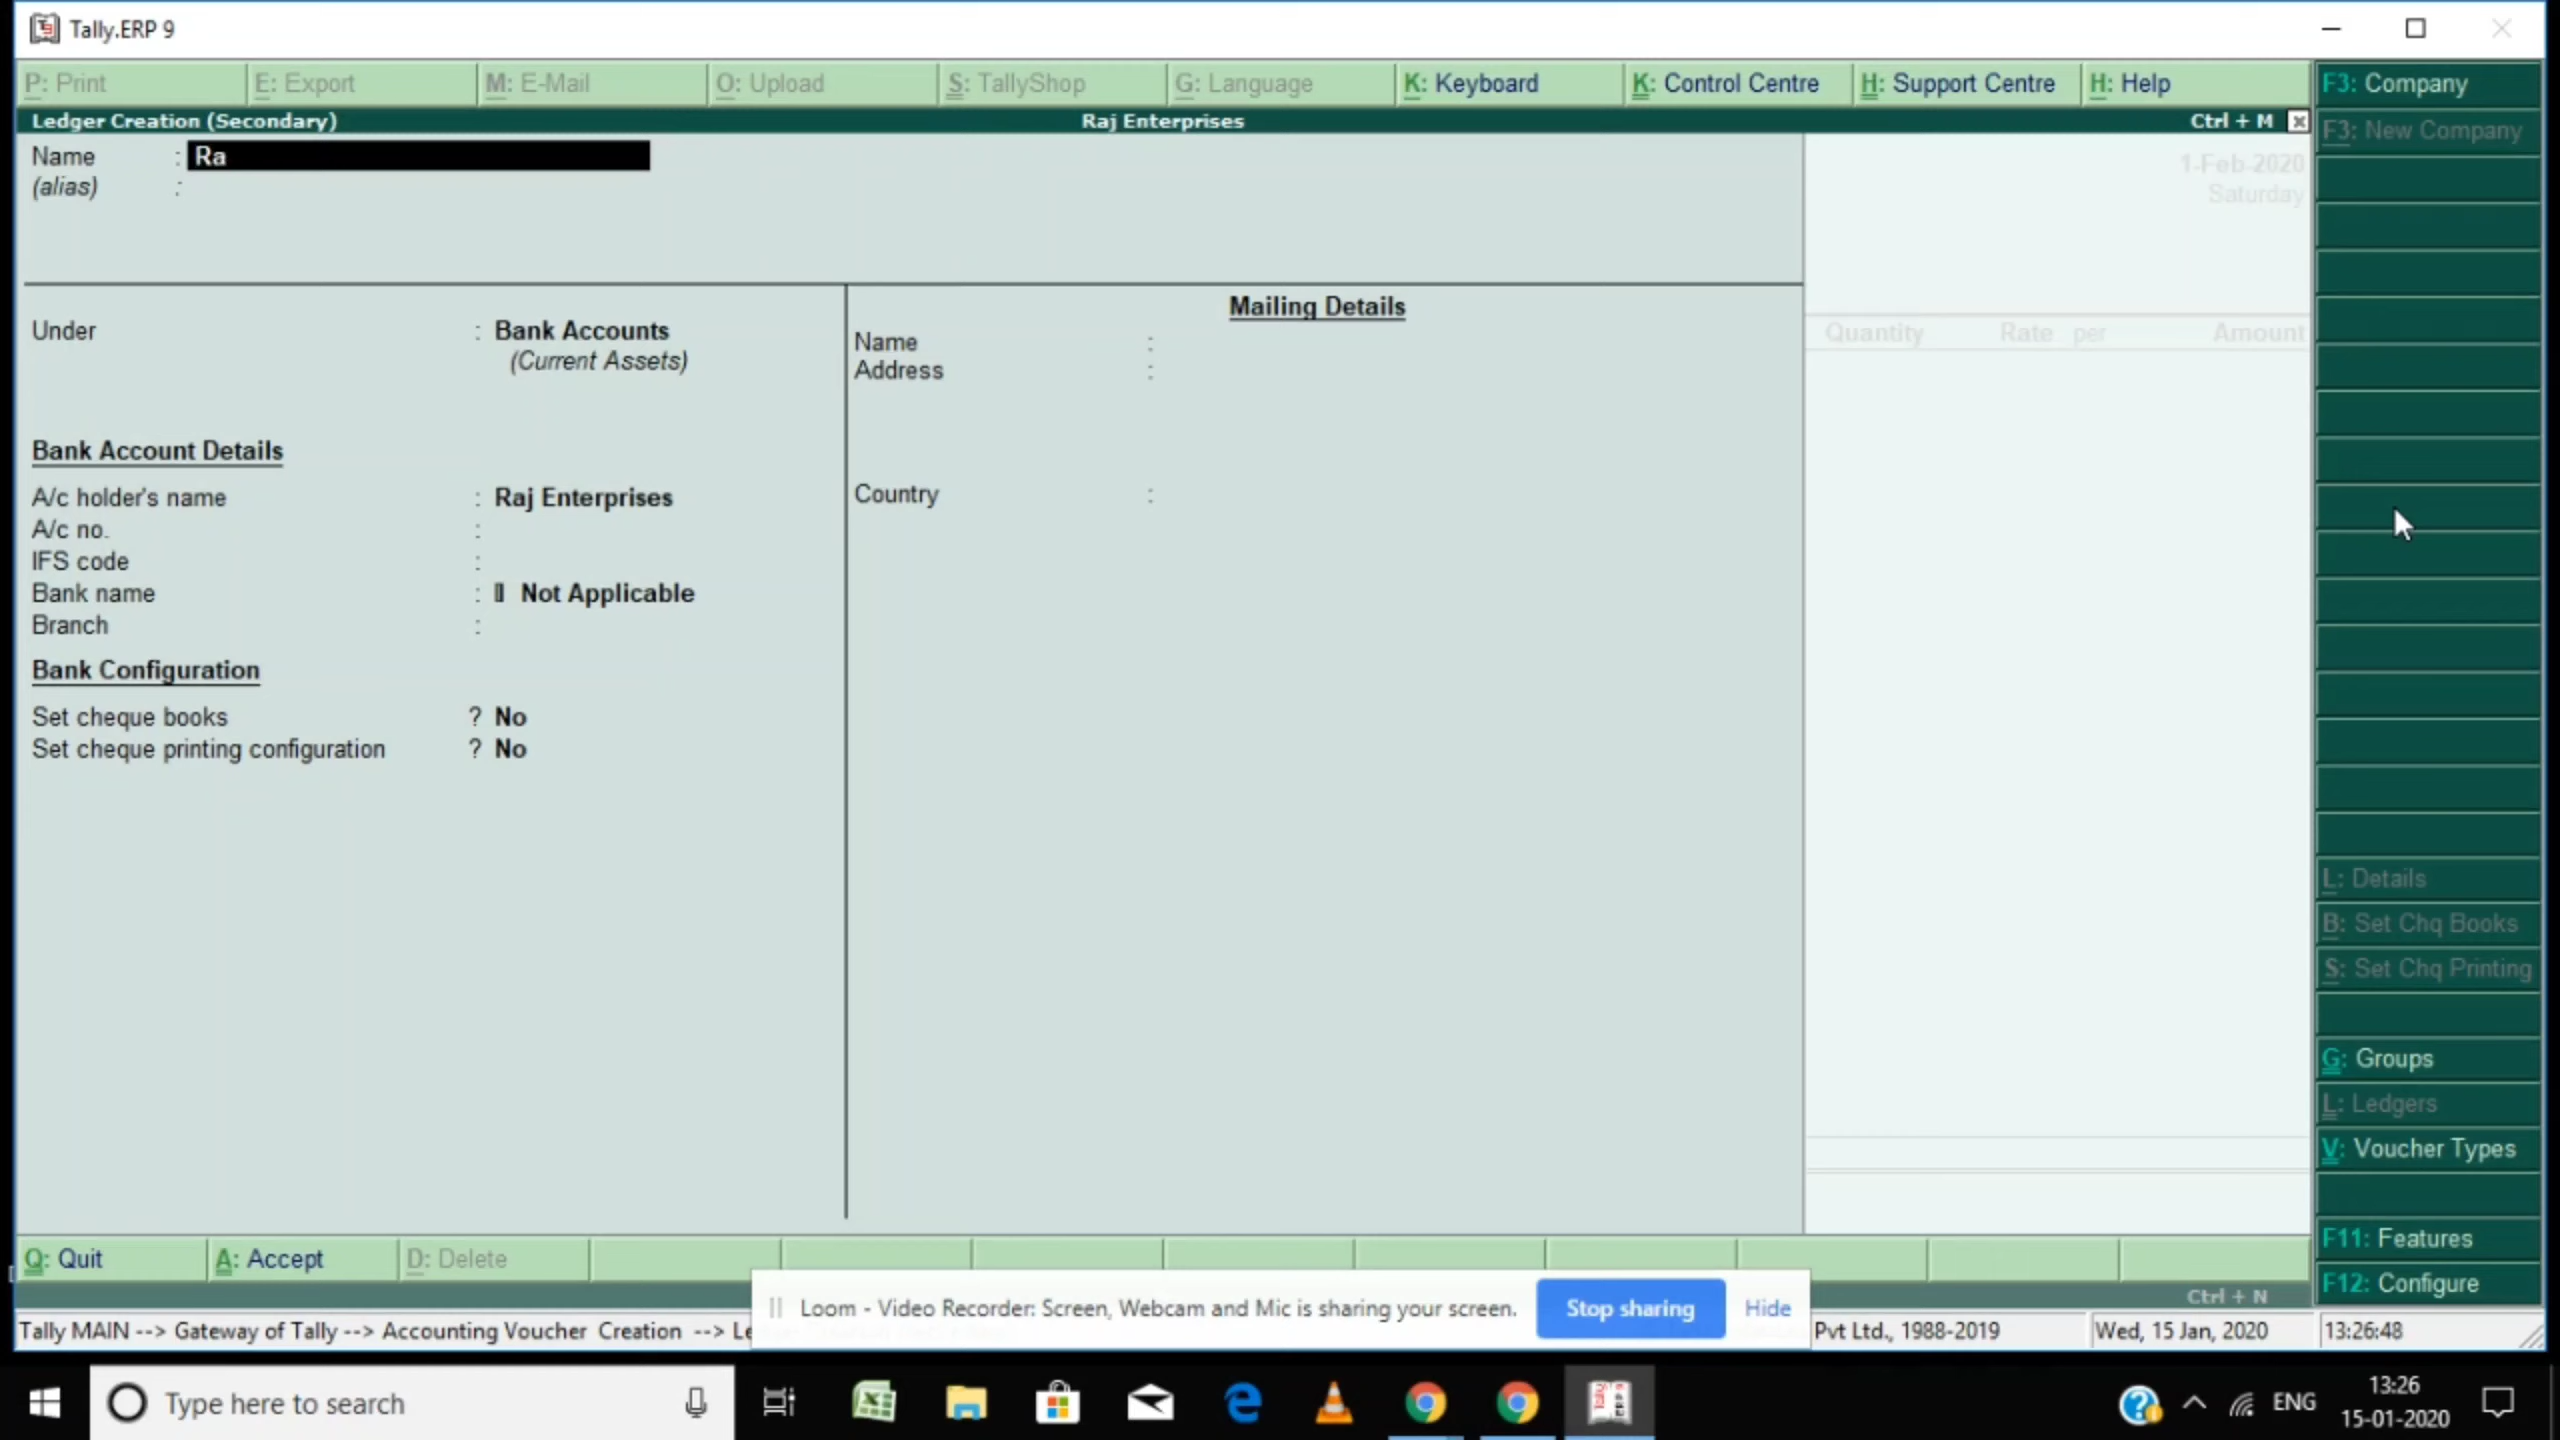 Tally.ERP 9
P: Print E: Export M: E-Mail O: Upload S: TallyShop G: Language K: Keyboard K: Control Centre H: Support Centre H: Help
F3: Company
Ledger Creation (Secondary) Raj Enterprises Ctrl + M
F3: New Company
Name : Ra
(alias) :
1-Feb-2020
Saturday
Under : Bank Accounts
(Current Assets)
Mailing Details
Name :
Address :
Country :
Quantity Rate per Amount
Bank Account Details
A/c holder's name : Raj Enterprises
A/c no. :
IFS code :
Bank name : Not Applicable
Branch :
Bank Configuration
Set cheque books ? No
Set cheque printing configuration ? No
L: Details
B: Set Chq Books
S: Set Chq Printing
G: Groups
L: Ledgers
V: Voucher Types
F11: Features
F12: Configure
Q: Quit A: Accept D: Delete
Ctrl + N
Loom - Video Recorder: Screen, Webcam and Mic is sharing your screen. Stop sharing Hide
Tally MAIN --> Gateway of Tally --> Accounting Voucher Creation --> Le
Pvt Ltd., 1988-2019 Wed, 15 Jan, 2020 13:26:48
Type here to search
ENG
13:26
15-01-2020